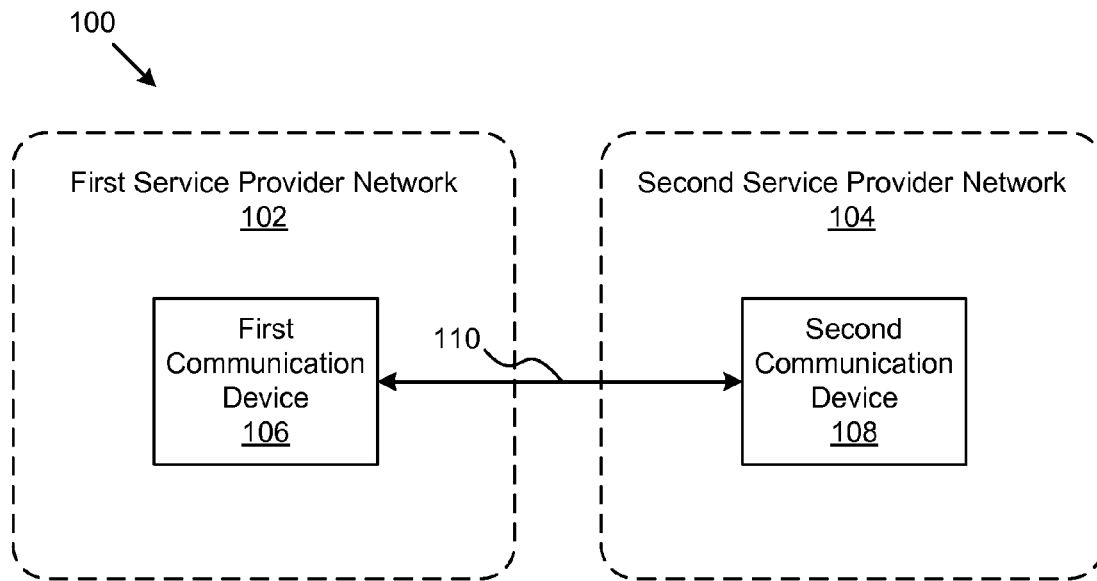 100
First Service Provider Network
102
Second Service Provider Network
104
First
Communication
Device
106
110
Second
Communication
Device
108